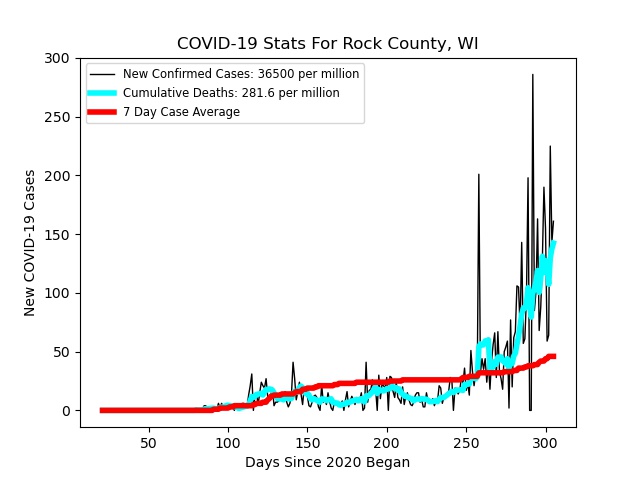 COVID-19 Stats For Rock County, WI
300
250
200
150
100
50
0
New COVID-19 Cases
New Confirmed Cases: 36500 per million
Cumulative Deaths: 281.6 per million
7 Day Case Average
50 100 150 200 250 300
Days Since 2020 Began